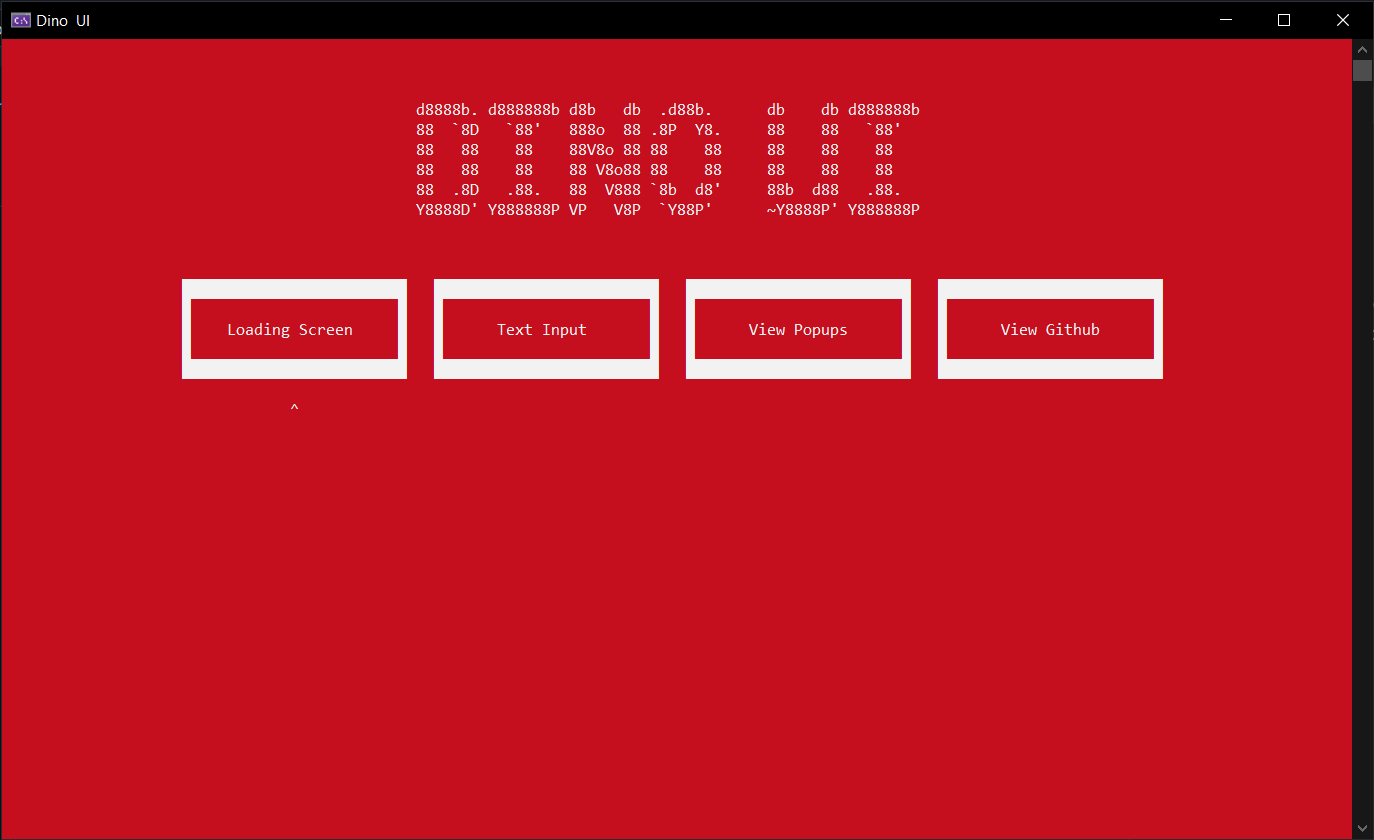 Dino UI
d8888b. d888888b d8b   db  .d88b.      db    db d888888b
88  `8D   `88'   888o  88 .8P  Y8.     88    88   `88'
88   88    88    88V8o 88 88    88     88    88    88
88   88    88    88 V8o88 88    88     88    88    88
88  .8D   .88.   88  V888 `8b  d8'     88b  d88   .88.
Y8888D' Y888888P VP   V8P  `Y88P'      ~Y8888P' Y888888P
Loading Screen
Text Input
View Popups
View Github
^